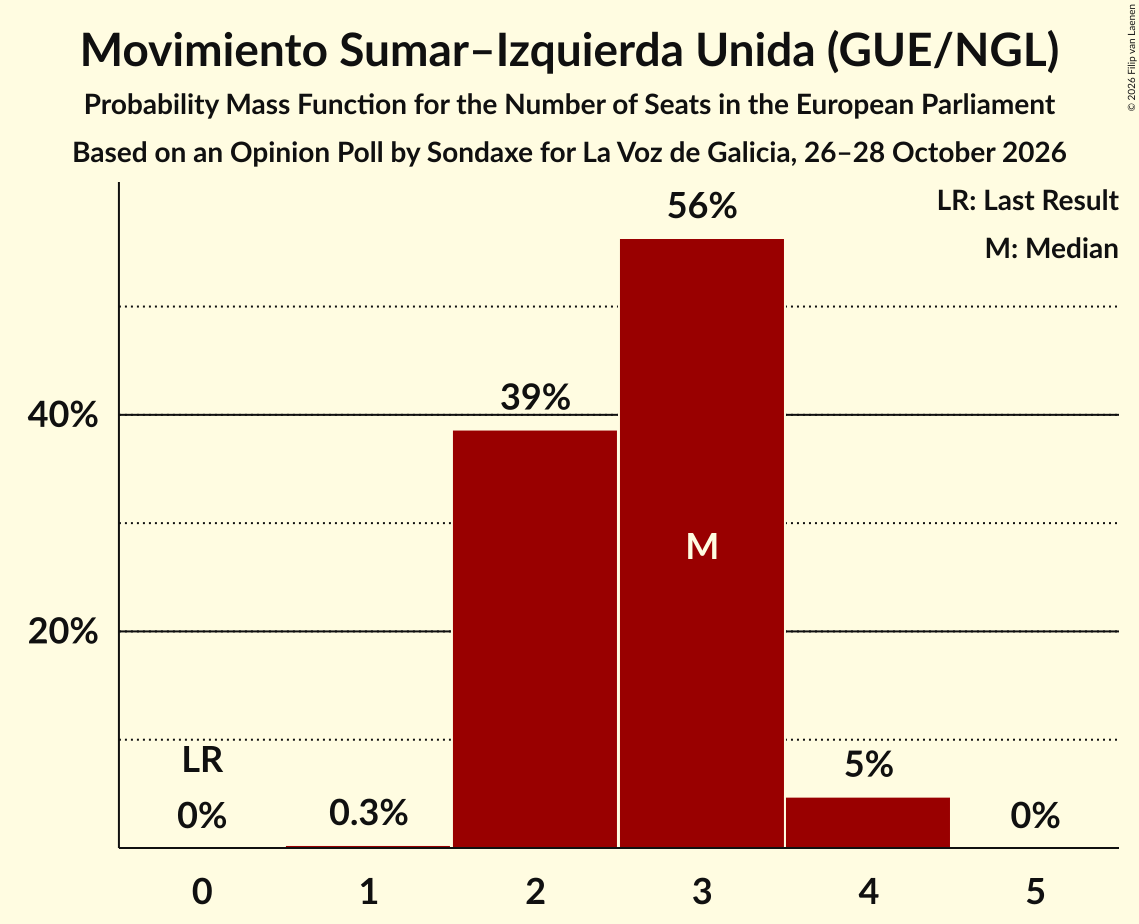 Movimiento Sumar–Izquierda Unida (GUE/NGL)
Probability Mass Function for the Number of Seats in the European Parliament
Based on an Opinion Poll by Sondaxe for La Voz de Galicia, 26–28 October 2026
© 2026 Filip van Laenen
LR: Last Result
M: Median
56%
39%
40%
M
20%
LR
0%
0.3%
5%
0%
0 1 2 3 4 5